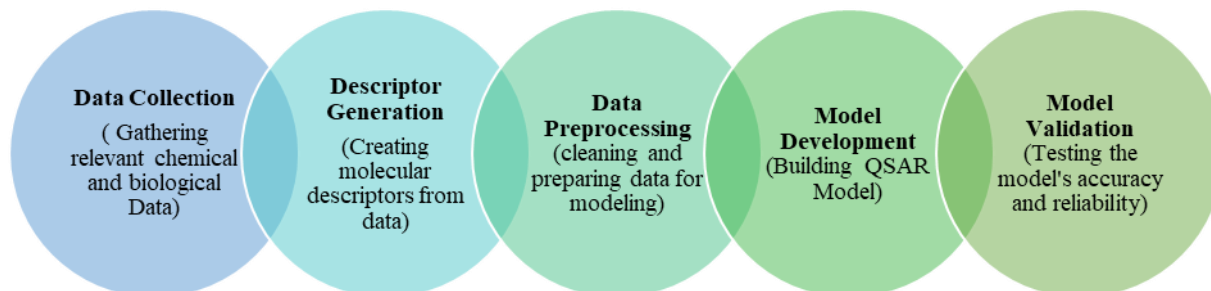 Data Collection
( Gathering
relevant chemical
and biological
Data)
Descriptor
Generation
(Creating
molecular
descriptors from
data)
Data
Preprocessing
(cleaning and
preparing data for
modeling)
Model
Development
(Building QSAR
Model)
Model
Validation
(Testing the
model's accuracy
and reliability)